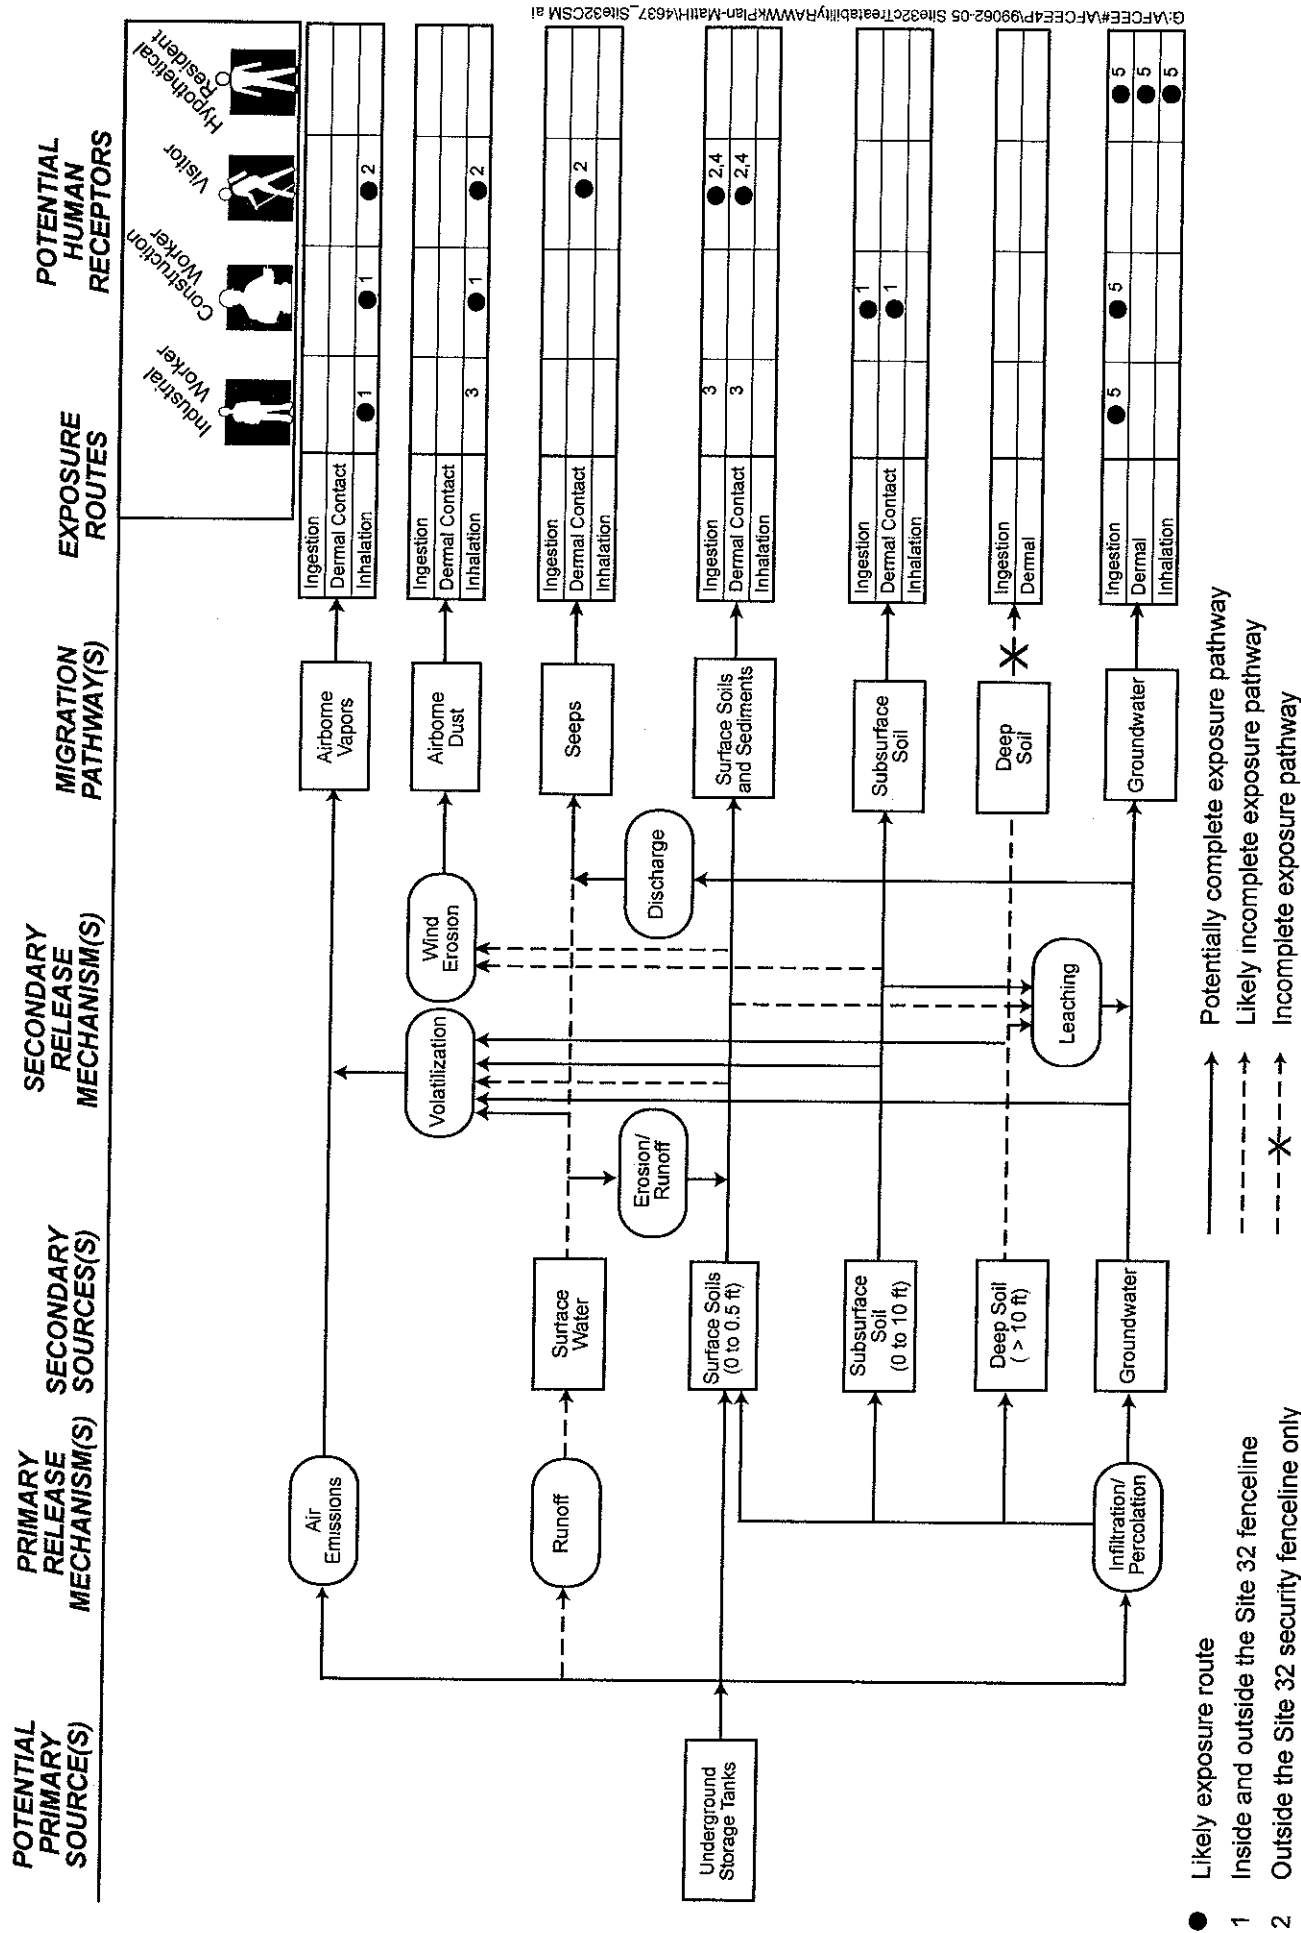 POTENTIAL
PRIMARY
SOURCE(S)
PRIMARY
RELEASE
MECHANISM(S)
SECONDARY
SOURCES(S)
SECONDARY
RELEASE
MECHANISM(S)
MIGRATION
PATHWAY(S)
EXPOSURE
ROUTES
POTENTIAL
HUMAN
RECEPTORS
Industrial
Worker
Construction
Worker
Visitor
Hypothetical
Resident
Underground
Storage Tanks
Air
Emissions
Runoff
Infiltration/
Percolation
Surface
Water
Surface Soils
(0 to 0.5 ft)
Subsurface
Soil
(0 to 10 ft)
Deep Soil
( > 10 ft)
Groundwater
Erosion/
Runoff
Volatilization
Wind
Erosion
Discharge
Leaching
Airborne
Vapors
Airborne
Dust
Seeps
Surface Soils
and Sediments
Subsurface
Soil
Deep
Soil
Groundwater
Ingestion
Dermal Contact
Inhalation 1 1 2
Ingestion
Dermal Contact
Inhalation 3 1 2
Ingestion
Dermal Contact 2
Inhalation
Ingestion 3 2,4
Dermal Contact 3 2,4
Inhalation
Ingestion 1
Dermal Contact 1
Inhalation
Ingestion
Dermal
Ingestion 5 5 5
Dermal 5
Inhalation 5
Likely exposure route
1 Inside and outside the Site 32 fenceline
2 Outside the Site 32 security fenceline only
Potentially complete exposure pathway
Likely incomplete exposure pathway
Incomplete exposure pathway
G:\AFCEE#\AFCEE4P\99062-05 Site32cTreatabilityRAWWkPlan-MattH\4637_Site32CSM ai